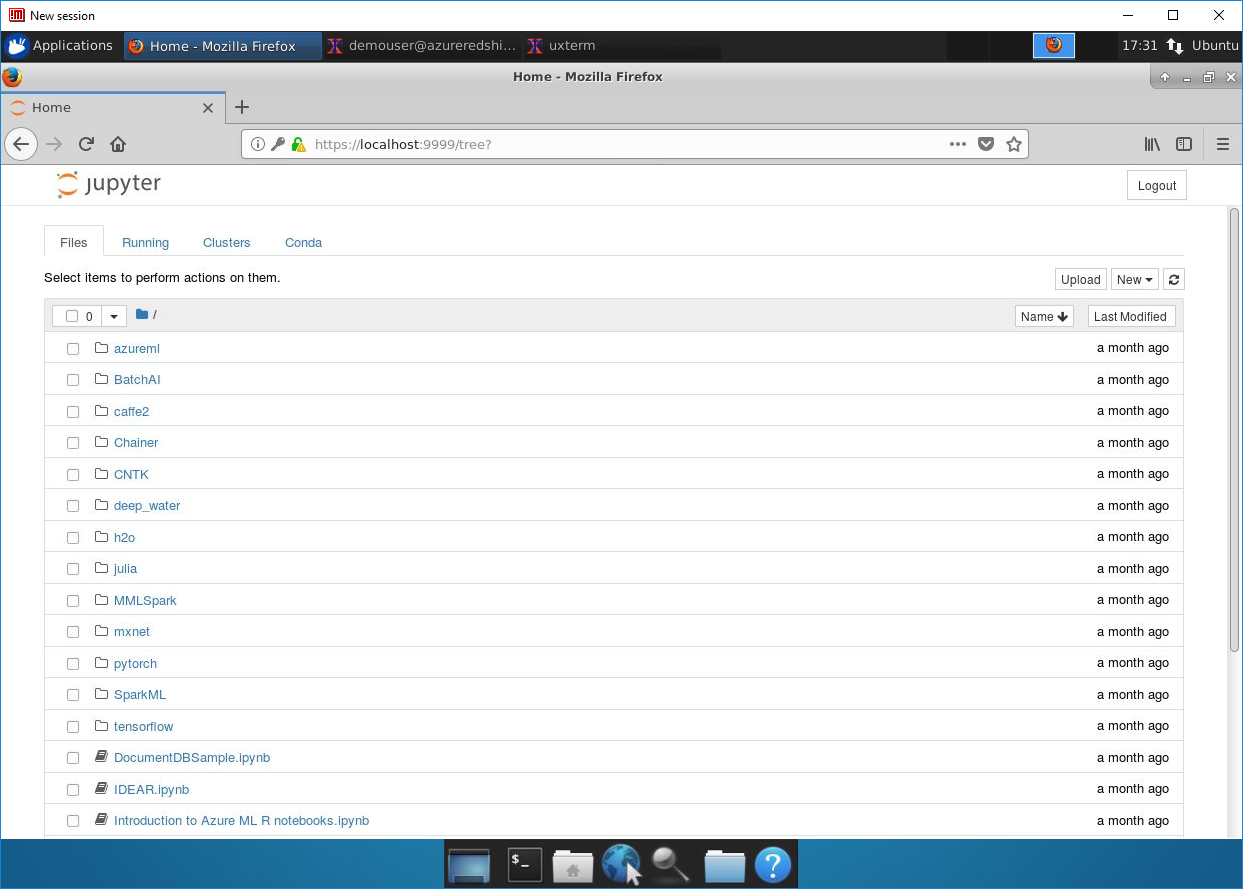 New session
Applications Home - Mozilla Firefox demouser@azureredshi... uxterm 17:31 Ubuntu
Home - Mozilla Firefox
Home
https://localhost:9999/tree?
jupyter Logout
Files Running Clusters Conda
Select items to perform actions on them. Upload New
0 / Name Last Modified
azureml a month ago
BatchAI a month ago
caffe2 a month ago
Chainer a month ago
CNTK a month ago
deep_water a month ago
h2o a month ago
julia a month ago
MMLSpark a month ago
mxnet a month ago
pytorch a month ago
SparkML a month ago
tensorflow a month ago
DocumentDBSample.ipynb a month ago
IDEAR.ipynb a month ago
Introduction to Azure ML R notebooks.ipynb a month ago
$_ ?